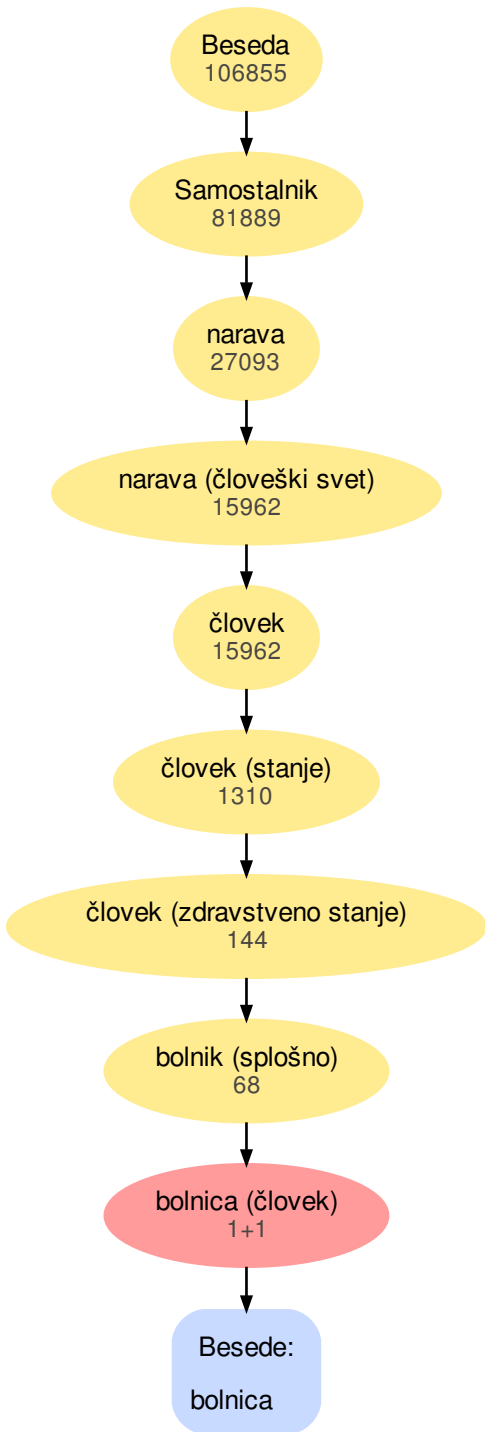 Beseda
106855
Samostalnik
81889
narava
27093
narava (človeški svet)
15962
človek
15962
človek (stanje)
1310
človek (zdravstveno stanje)
144
bolnik (splošno)
68
bolnica (človek)
1+1
Besede:
bolnica